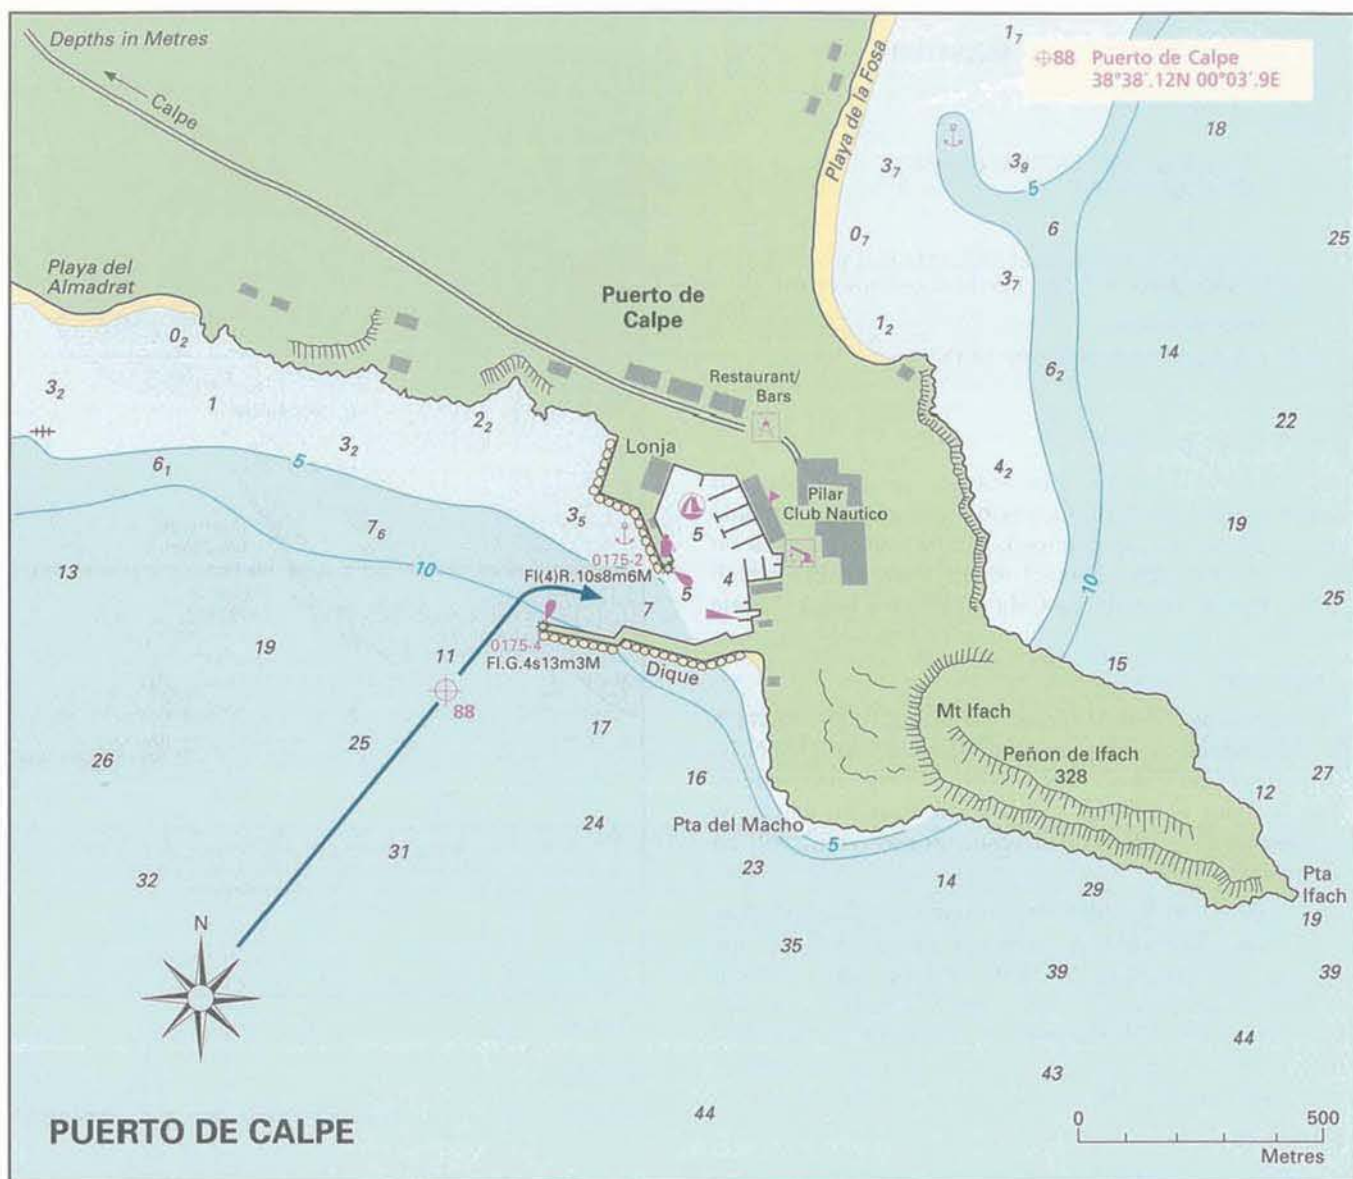 Depths in Metres
Calpe
Playa de la Fosa
⌖88 Puerto de Calpe
38°38´.12N 00°03´.9E
1₇
18
3₉
3₇
5
6
25
0₇
Playa del
Almadrat
3₇
Puerto de
Calpe
1₂
0₂
14
6₂
3₂
Restaurant/
Bars
1
2₂
22
3₂
Lonja
5
4₂
6₁
Pilar
Club Nautico
3₅
7₆
5
19
0175-2
10
Fl(4)R.10s8m6M
13
4
5
10
25
7
19
0175-4
11
Fl.G.4s13m3M
15
Dique
88
Mt Ifach
17
25
Peñon de Ifach
328
26
16
27
12
24
Pta del Macho
31
5
23
32
14
29
Pta
Ifach
19
N
35
39
39
44
43
44
PUERTO DE CALPE
0
500
Metres